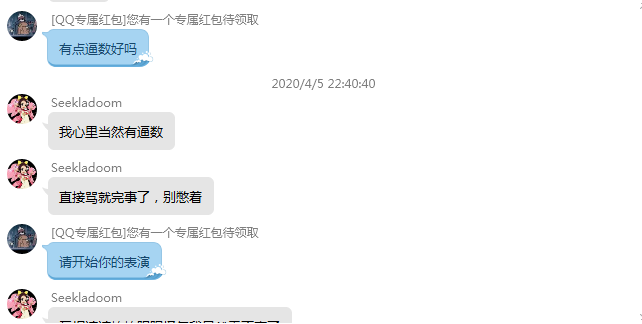 [QQ专属红包]您有一个专属红包待领取
有点逼数好吗
2020/4/5 22:40:40
Seekladoom
我心里当然有逼数
Seekladoom
直接骂就完事了，别憋着
[QQ专属红包]您有一个专属红包待领取
请开始你的表演
Seekladoom